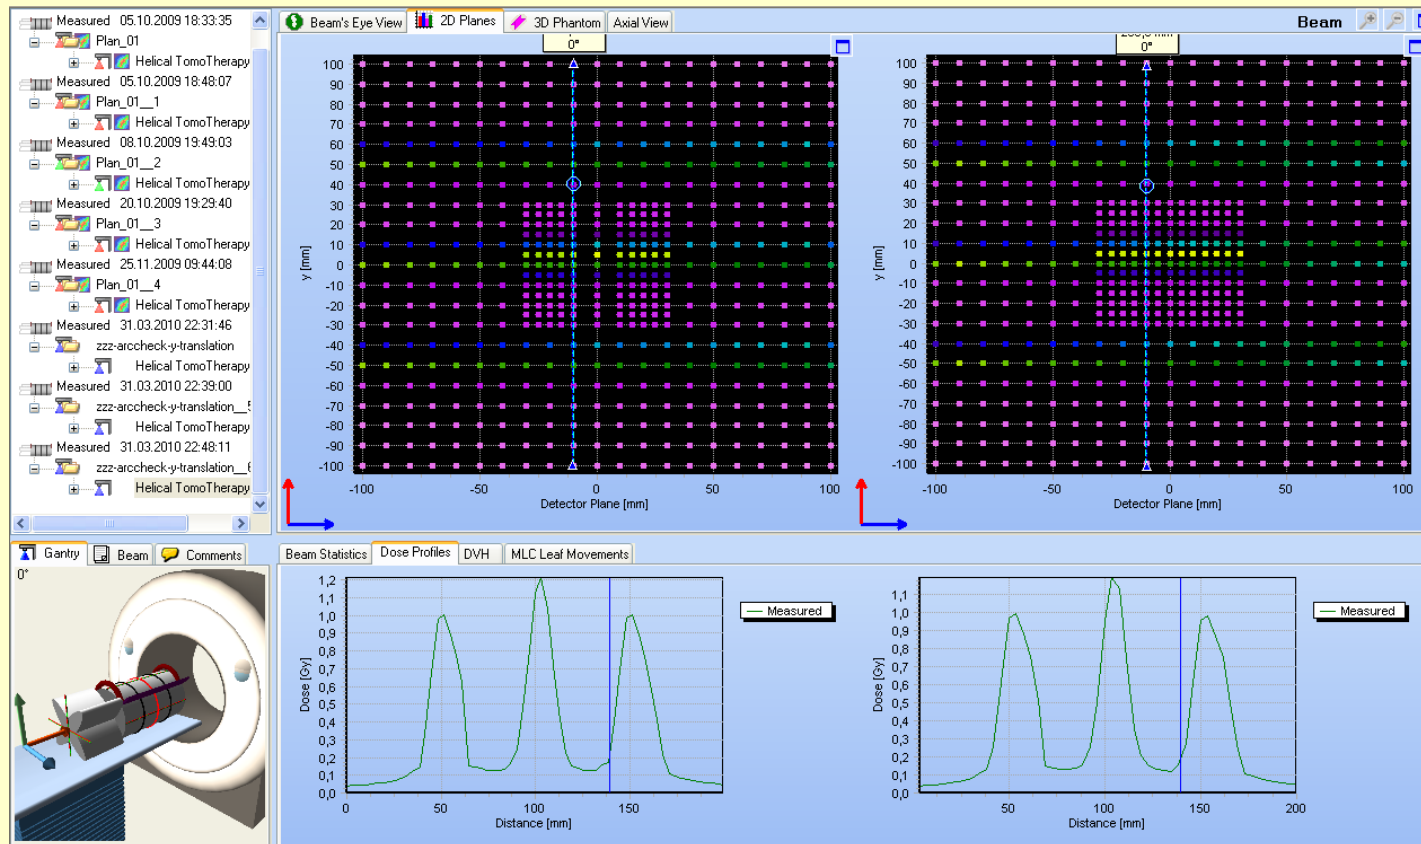 Measured 05.10.2009 18:33:35
Plan_01
Helical TomoTherapy
Measured 05.10.2009 18:48:07
Plan_01__1
Helical TomoTherapy
Measured 08.10.2009 19:49:03
Plan_01__2
Helical TomoTherapy
Measured 20.10.2009 19:29:40
Plan_01__3
Helical TomoTherapy
Measured 25.11.2009 09:44:08
Plan_01__4
Helical TomoTherapy
Measured 31.03.2010 22:31:46
zzz-arccheck-y-translation
Helical TomoTherapy
Measured 31.03.2010 22:39:00
zzz-arccheck-y-translation__5
Helical TomoTherapy
Measured 31.03.2010 22:48:11
zzz-arccheck-y-translation__6
Helical TomoTherapy
Beam's Eye View 2D Planes 3D Phantom Axial View Beam
0°
100
90
80
70
60
50
40
30
20
10
0
-10
-20
-30
-40
-50
-60
-70
-80
-90
-100
y [mm]
-100 -50 0 50 100
Detector Plane [mm]
0°
100
90
80
70
60
50
40
30
20
10
0
-10
-20
-30
-40
-50
-60
-70
-80
-90
-100
y [mm]
-100 -50 0 50 100
Detector Plane [mm]
Gantry Beam Comments
0°
Beam Statistics Dose Profiles DVH MLC Leaf Movements
1,2
1,1
1,0
0,9
0,8
0,7
0,6
0,5
0,4
0,3
0,2
0,1
0,0
Dose [Gy]
0 50 100 150
Distance [mm]
Measured
1,1
1,0
0,9
0,8
0,7
0,6
0,5
0,4
0,3
0,2
0,1
0,0
Dose [Gy]
50 100 150 200
Distance [mm]
Measured